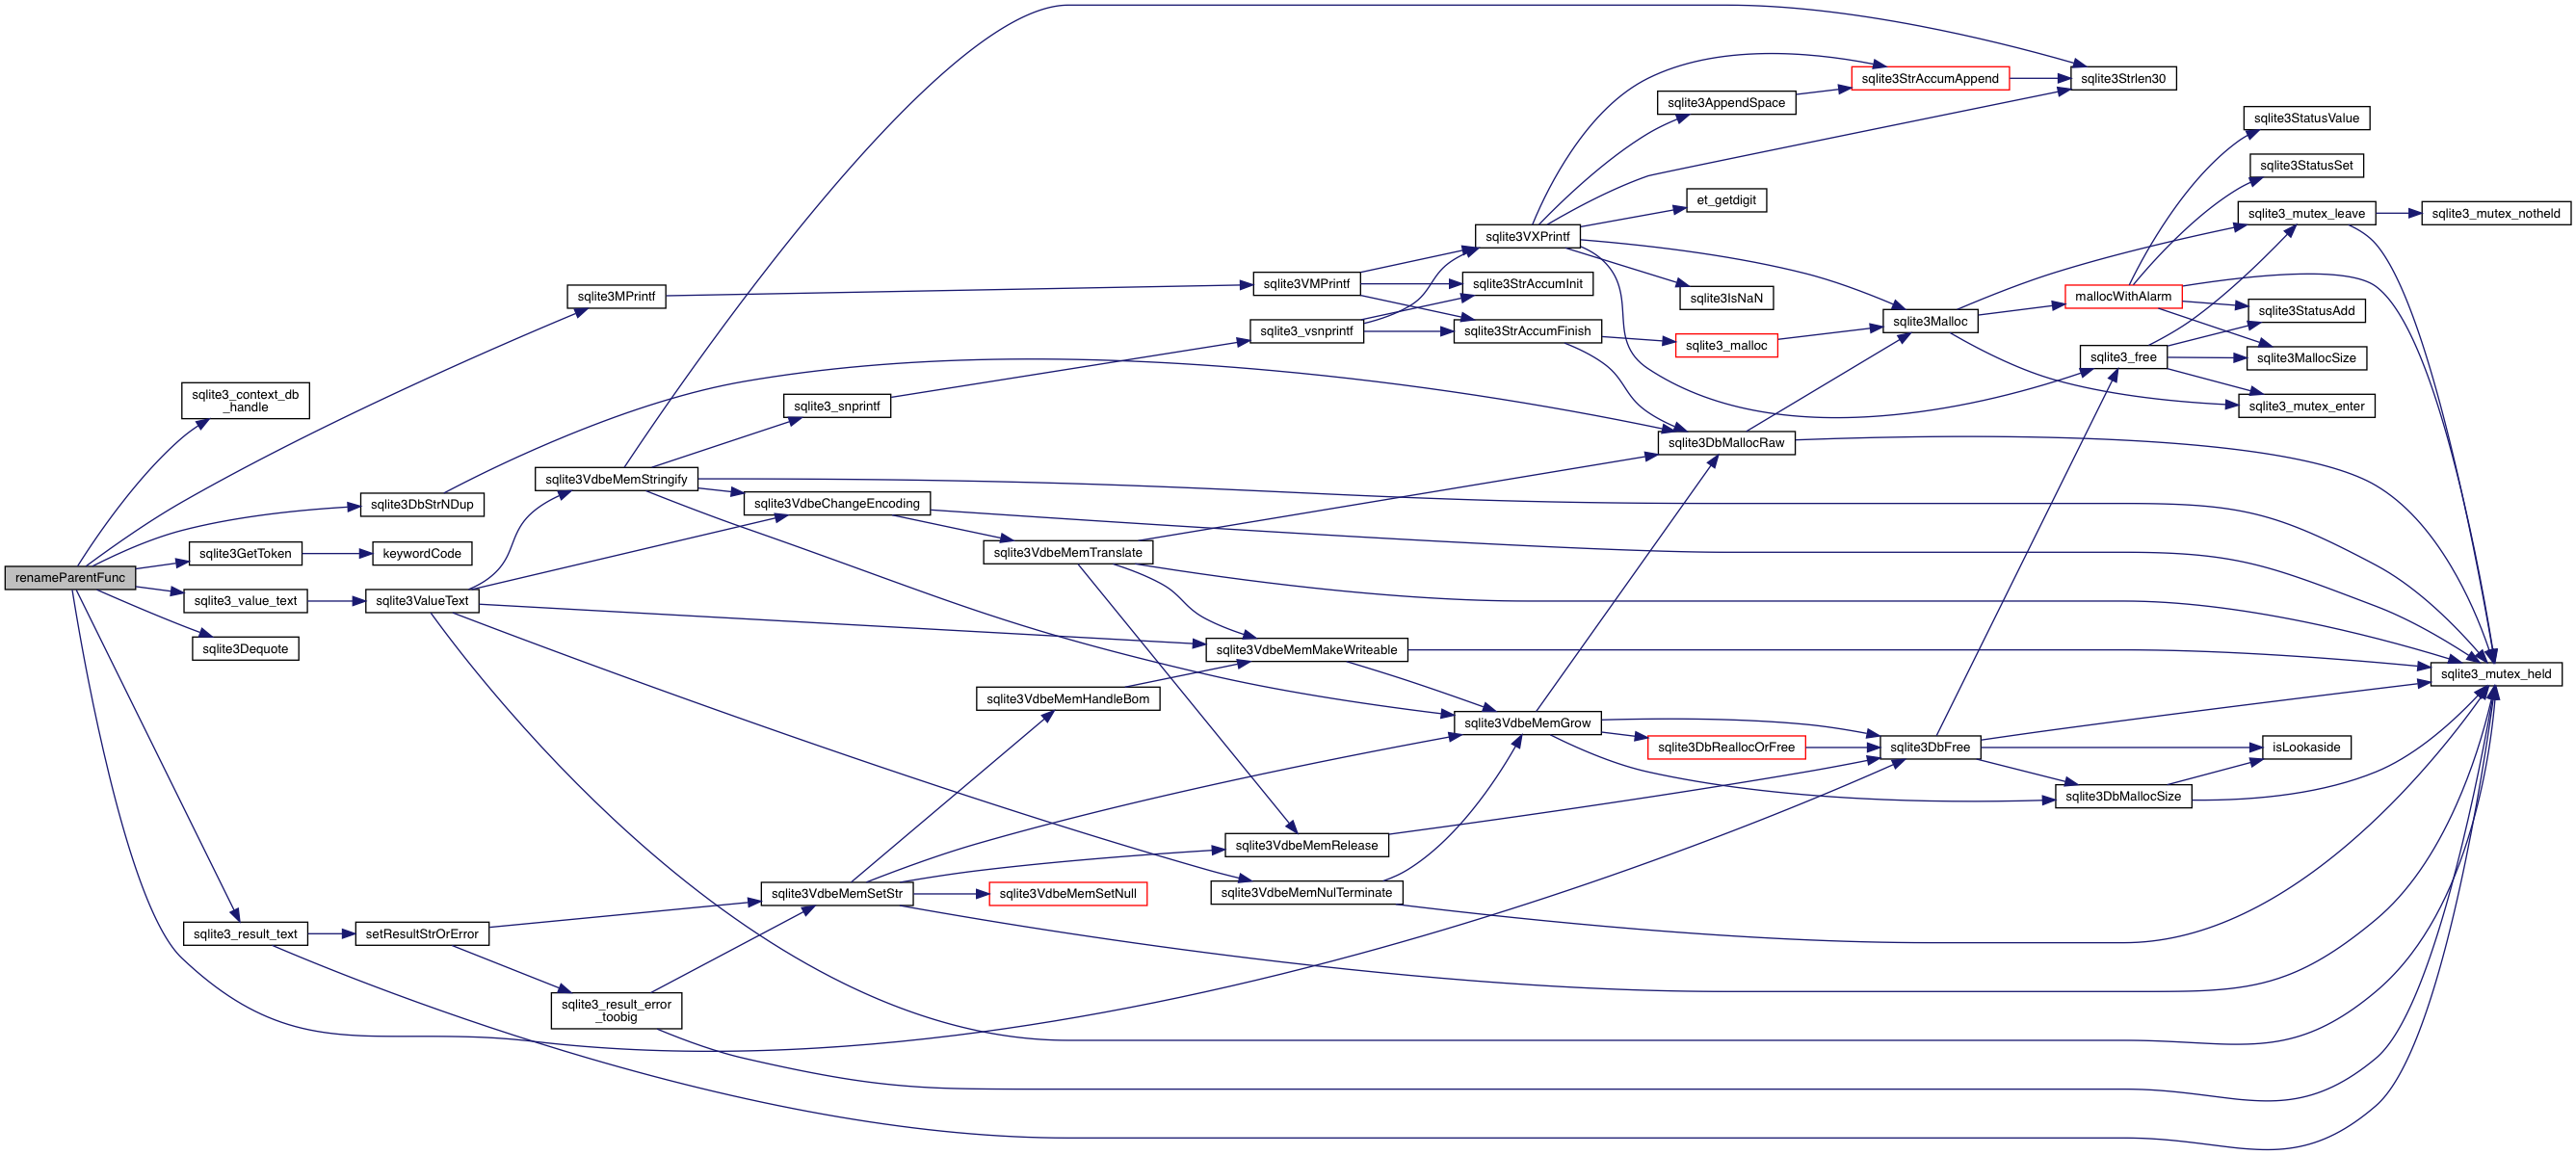 sqlite3Strlen30
sqlite3StrAccumAppend
sqlite3AppendSpace
sqlite3StatusValue
sqlite3StatusSet
et_getdigit
sqlite3_mutex_leave
sqlite3_mutex_notheld
sqlite3VXPrintf
sqlite3MPrintf
sqlite3VMPrintf
sqlite3StrAccumInit
sqlite3IsNaN
mallocWithAlarm
sqlite3StatusAdd
sqlite3_vsnprintf
sqlite3StrAccumFinish
sqlite3_malloc
sqlite3Malloc
sqlite3_free
sqlite3MallocSize
sqlite3_context_db
_handle
sqlite3_snprintf
sqlite3_mutex_enter
sqlite3DbMallocRaw
sqlite3VdbeMemStringify
sqlite3DbStrNDup
sqlite3VdbeChangeEncoding
sqlite3GetToken
keywordCode
sqlite3VdbeMemTranslate
renameParentFunc
sqlite3_value_text
sqlite3ValueText
sqlite3Dequote
sqlite3VdbeMemMakeWriteable
sqlite3_mutex_held
sqlite3VdbeMemHandleBom
sqlite3VdbeMemGrow
sqlite3DbReallocOrFree
sqlite3DbFree
isLookaside
sqlite3DbMallocSize
sqlite3VdbeMemRelease
sqlite3VdbeMemSetStr
sqlite3VdbeMemSetNull
sqlite3VdbeMemNulTerminate
sqlite3_result_text
setResultStrOrError
sqlite3_result_error
_toobig